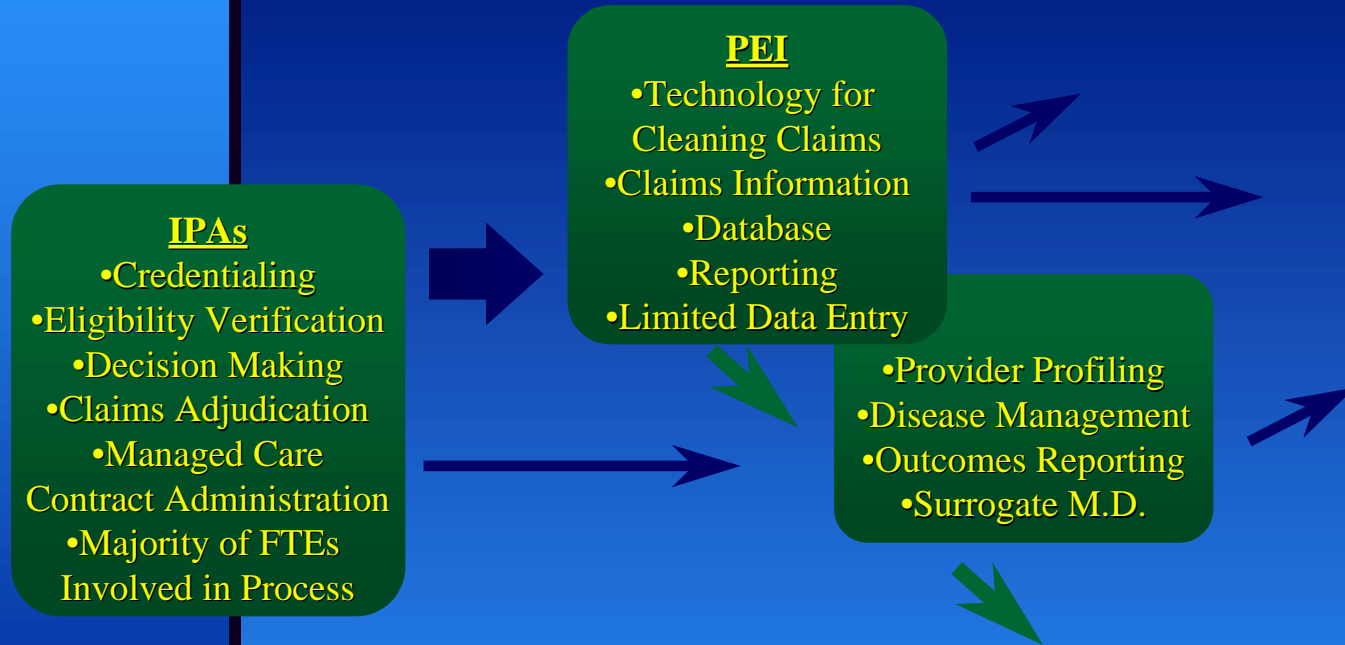 IPAs
•Credentialing
•Eligibility Verification
•Decision Making
•Claims Adjudication
•Managed Care
Contract Administration
•Majority of FTEs
Involved in Process
PEI
•Technology for
Cleaning Claims
•Claims Information
•Database
•Reporting
•Limited Data Entry
•Provider Profiling
•Disease Management
•Outcomes Reporting
•Surrogate M.D.